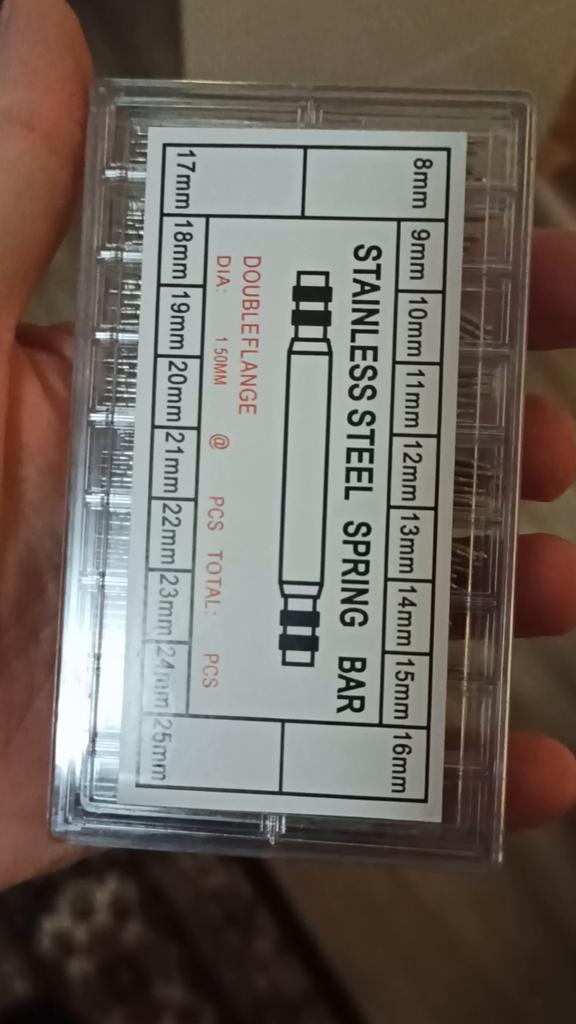 8mm 9mm 10mm 11mm 12mm 13mm 14mm 15mm 16mm
STAINLESS STEEL SPRING BAR
DOUBLEFLANGE
DIA: 1.50MM @ PCS TOTAL: PCS
17mm 18mm 19mm 20mm 21mm 22mm 23mm 24mm 25mm